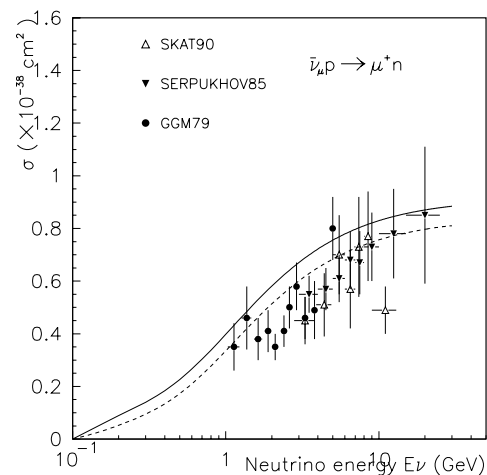 σ (×10⁻³⁸ cm²)
1.6
1.4
1.2
1
0.8
0.6
0.4
0.2
0
△ SKAT90
▼ SERPUKHOV85
● GGM79
ν̄μp → μ⁺n
10⁻¹
1
10
Neutrino energy Eν (GeV)